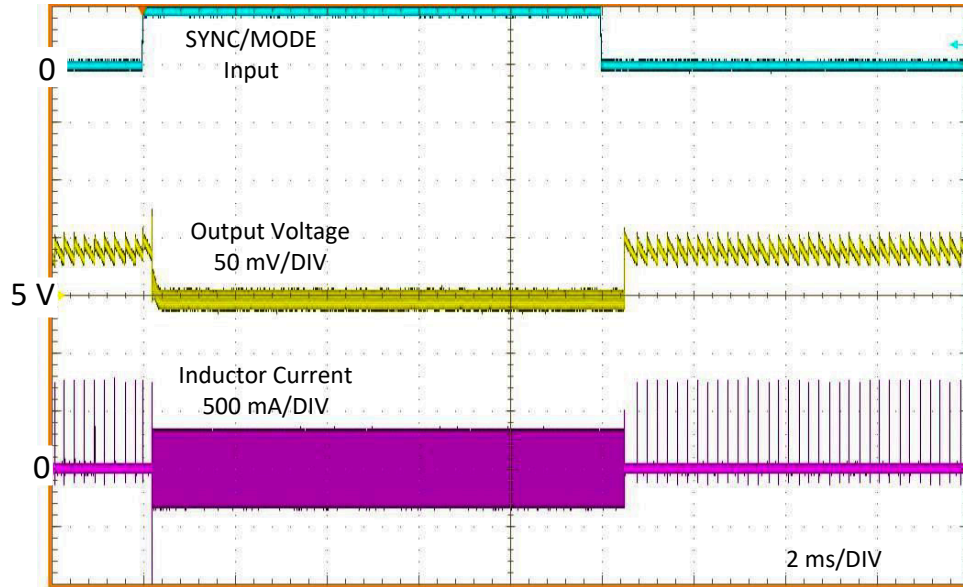 SYNC/MODE
Input
0
Output Voltage
50 mV/DIV
5 V
Inductor Current
500 mA/DIV
0
2 ms/DIV